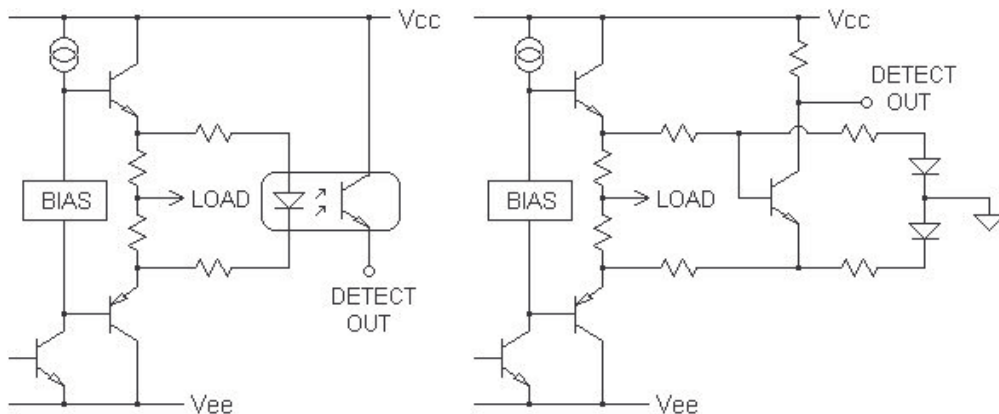 Vcc
BIAS
LOAD
DETECT
OUT
Vee
Vcc
DETECT
OUT
BIAS
LOAD
Vee